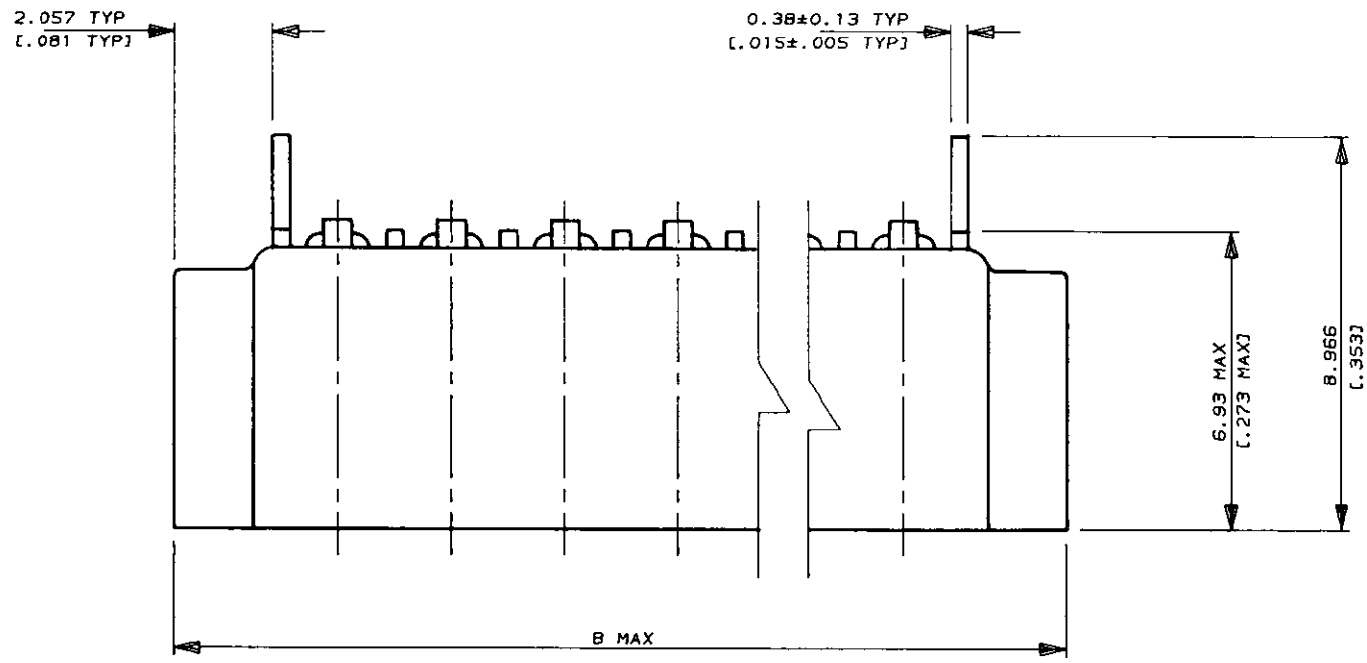 2.057 TYP
[.081 TYP]
0.38±0.13 TYP
[.015±.005 TYP]
6.93 MAX
[.273 MAX]
8.966
[.353]
B MAX